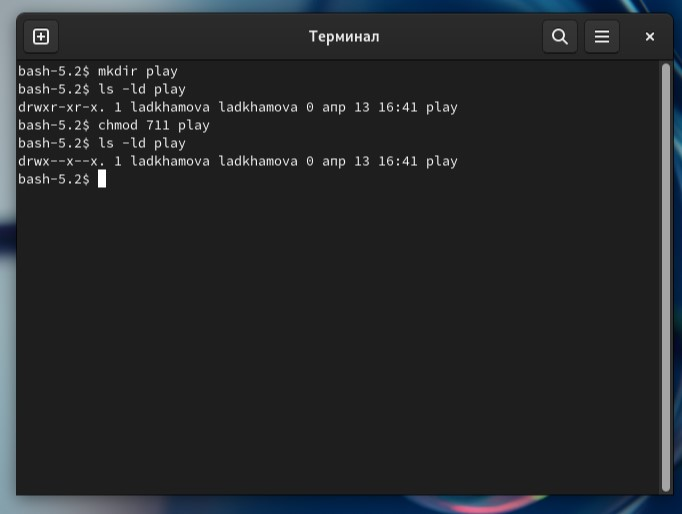 Терминал
bash-5.2$ mkdir play
bash-5.2$ ls -ld play
drwxr-xr-x. 1 ladkhamova ladkhamova 0 апр 13 16:41 play
bash-5.2$ chmod 711 play
bash-5.2$ ls -ld play
drwx--x--x. 1 ladkhamova ladkhamova 0 апр 13 16:41 play
bash-5.2$